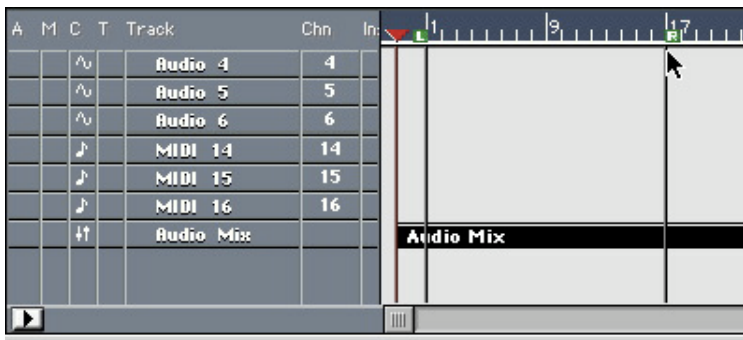 A M C T Track Chn In: 1 9 17
L R
Audio 4 4
Audio 5 5
Audio 6 6
MIDI 14 14
MIDI 15 15
MIDI 16 16
Audio Mix Audio Mix